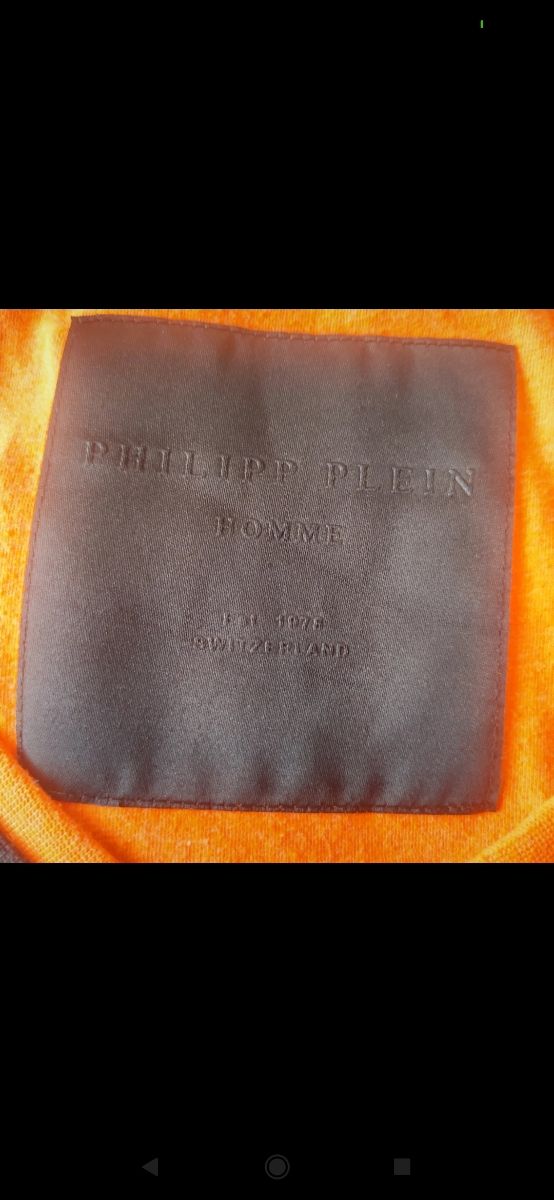 PHILIPP PLEIN
HOMME
EST 1978
SWITZERLAND